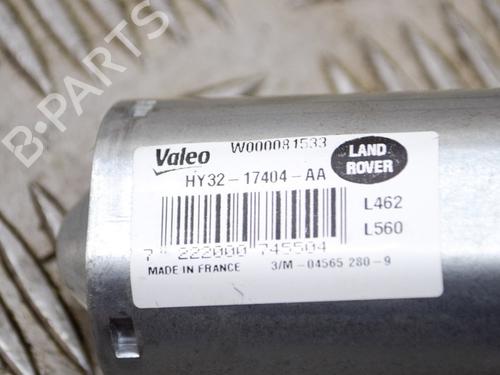 B-PARTS
Valeo W000081533
LAND ROVER
HY32-17404-AA
L462
L560
7 222000 745504
MADE IN FRANCE 3/M -04565 280-9